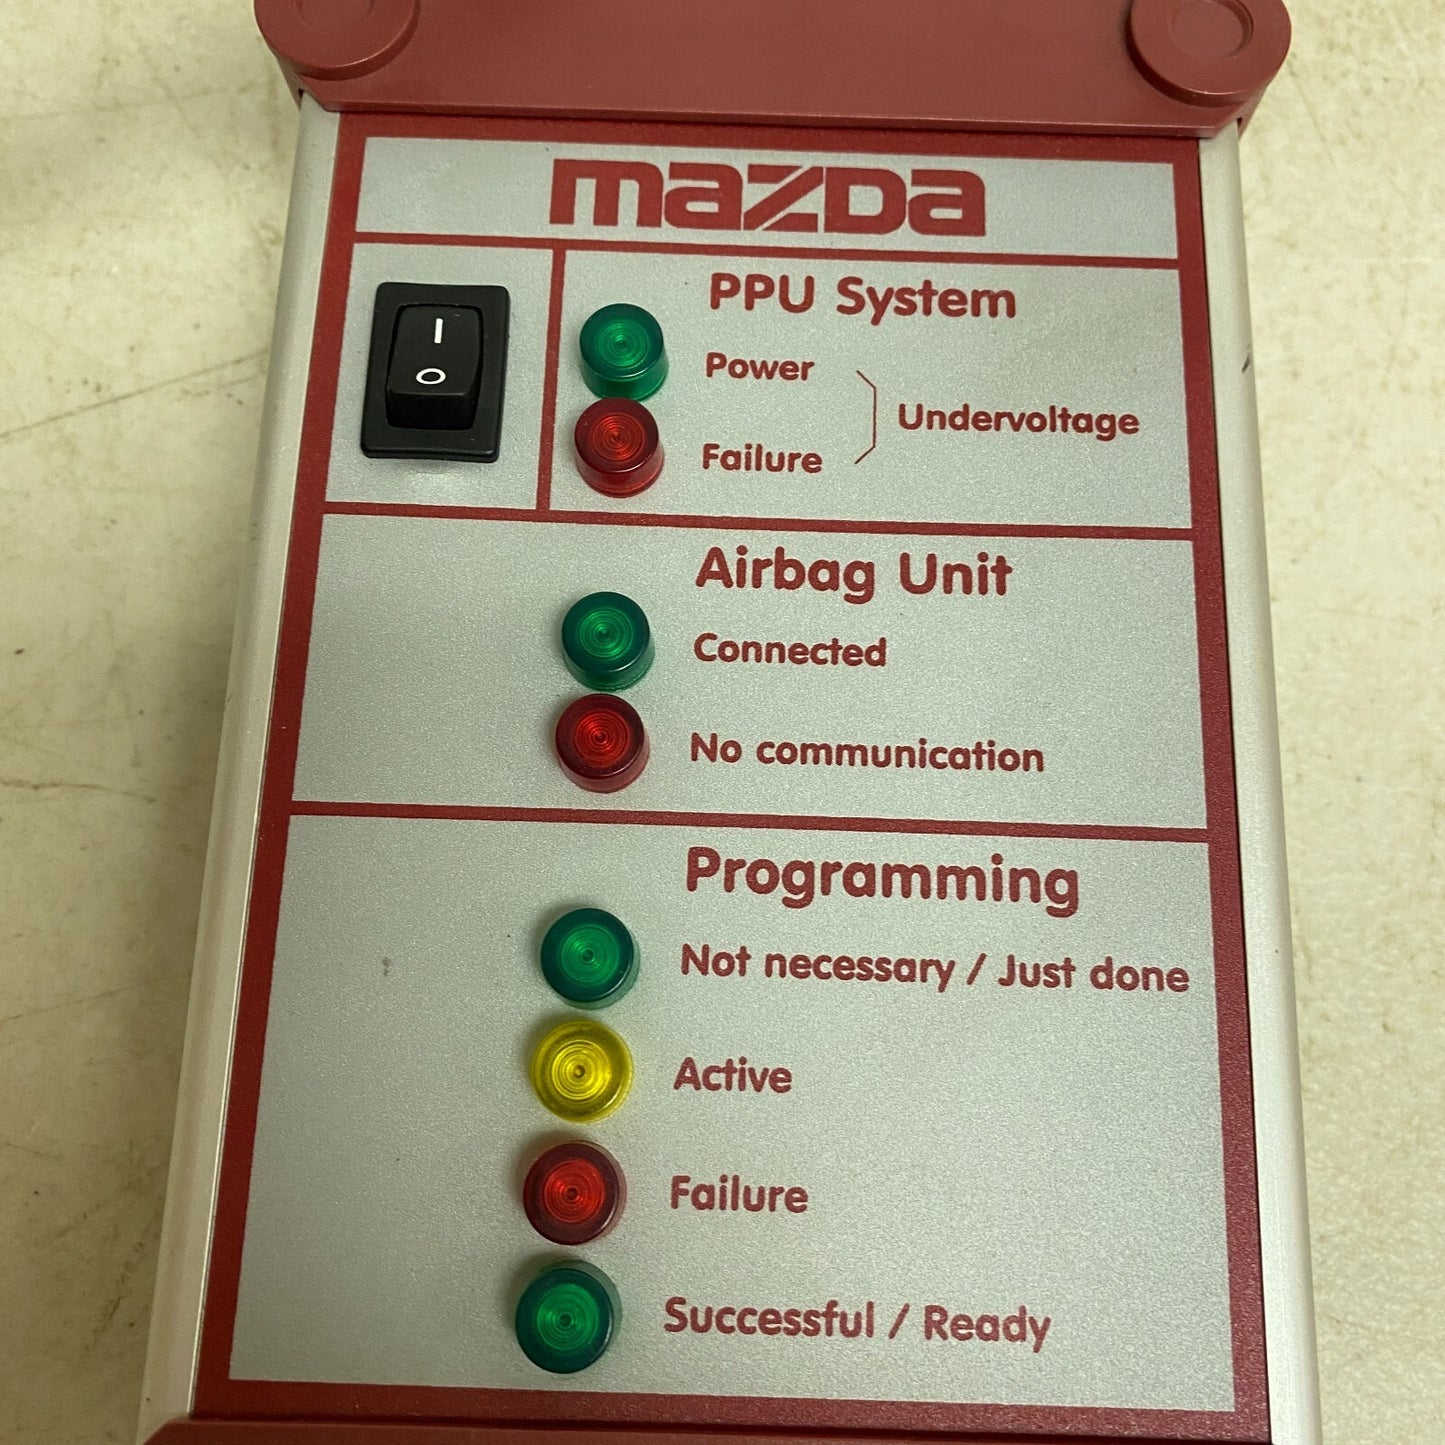 mazda
I
O
PPU System
Power
Failure
Undervoltage
Airbag Unit
Connected
No communication
Programming
Not necessary / Just done
Active
Failure
Successful / Ready